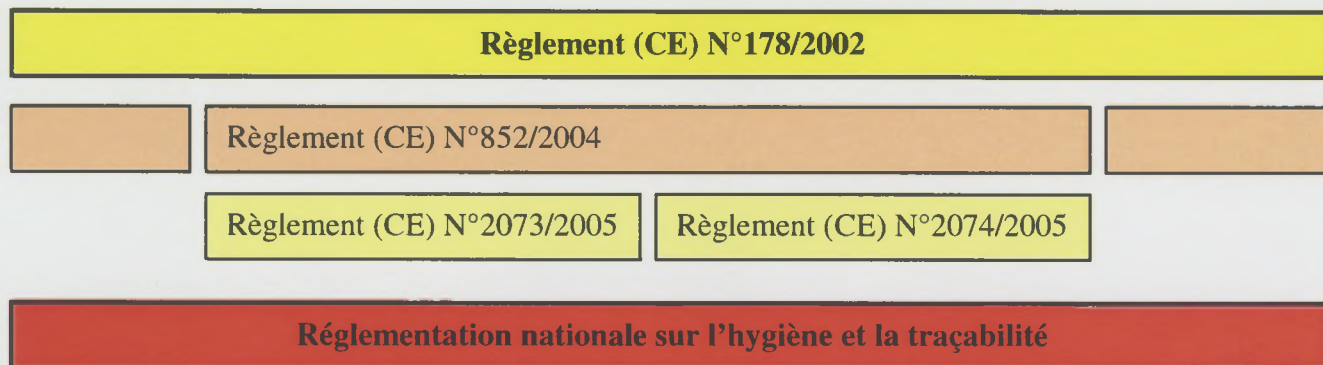 Règlement (CE) N°178/2002
Règlement (CE) N°852/2004
Règlement (CE) N°2073/2005
Règlement (CE) N°2074/2005
Réglementation nationale sur l'hygiène et la traçabilité